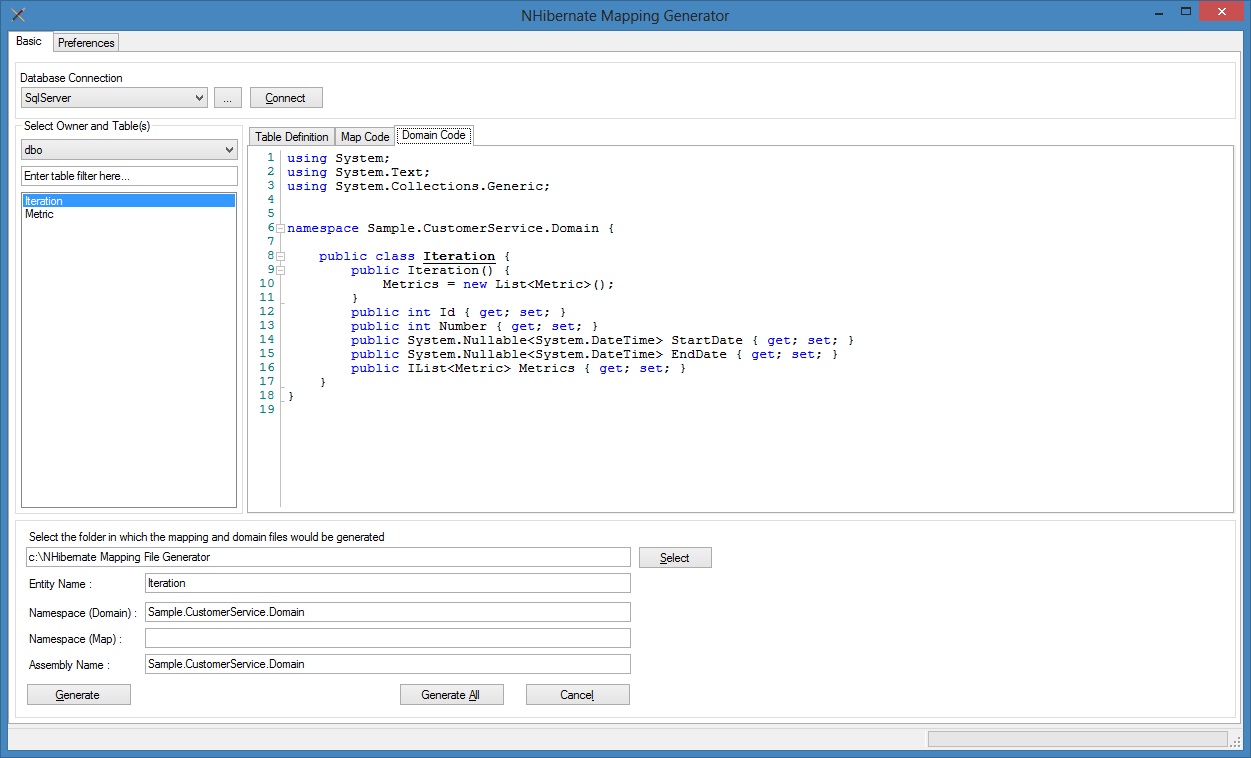 NHibernate Mapping Generator
Basic Preferences
Database Connection
SqlServer ... Connect
Select Owner and Table(s)
dbo
Enter table filter here...
Iteration
Metric
Table Definition Map Code Domain Code
1 using System;
2 using System.Text;
3 using System.Collections.Generic;
4
5
6 namespace Sample.CustomerService.Domain {
7
8     public class Iteration {
9         public Iteration() {
10             Metrics = new List<Metric>();
11         }
12         public int Id { get; set; }
13         public int Number { get; set; }
14         public System.Nullable<System.DateTime> StartDate { get; set; }
15         public System.Nullable<System.DateTime> EndDate { get; set; }
16         public IList<Metric> Metrics { get; set; }
17     }
18 }
19
Select the folder in which the mapping and domain files would be generated
c:\NHibernate Mapping File Generator Select
Entity Name : Iteration
Namespace (Domain) : Sample.CustomerService.Domain
Namespace (Map) :
Assembly Name : Sample.CustomerService.Domain
Generate Generate All Cancel